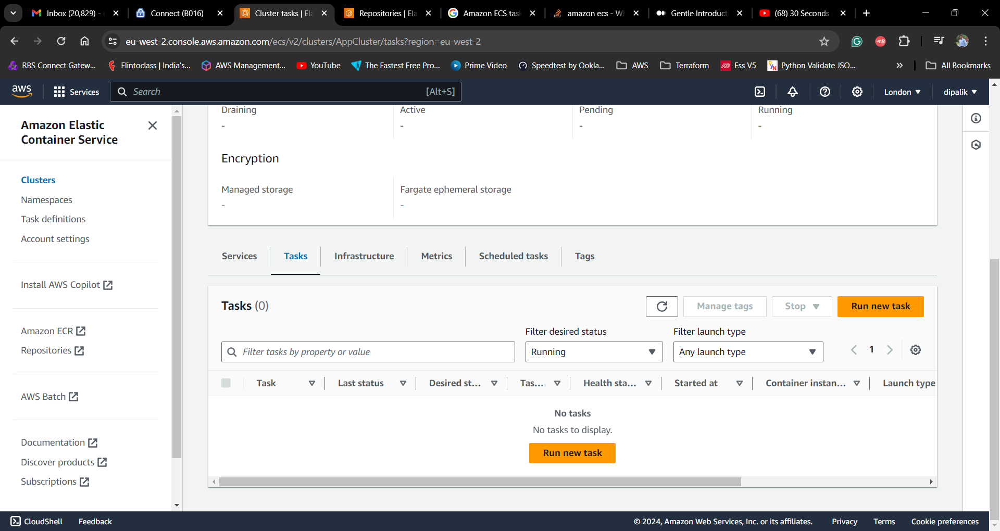 Inbox (20,829) -
Connect (B016)
Cluster tasks | Ela
Repositories | Ela
Amazon ECS task
amazon ecs - Wh
Gentle Introduct
(68) 30 Seconds
eu-west-2.console.aws.amazon.com/ecs/v2/clusters/AppCluster/tasks?region=eu-west-2
RBS Connect Gatew...
Flintoclass | India's...
AWS Management...
YouTube
The Fastest Free Pro...
Prime Video
Speedtest by Ookla...
AWS
Terraform
Ess V5
Python Validate JSO...
All Bookmarks
aws
Services
Search
[Alt+S]
London
dipalik
Amazon Elastic
Container Service
Clusters
Namespaces
Task definitions
Account settings
Install AWS Copilot
Amazon ECR
Repositories
AWS Batch
Documentation
Discover products
Subscriptions
Draining
Active
Pending
Running
-
-
-
-
Encryption
Managed storage
Fargate ephemeral storage
-
-
Services
Tasks
Infrastructure
Metrics
Scheduled tasks
Tags
Tasks (0)
Manage tags
Stop
Run new task
Filter desired status
Filter launch type
Filter tasks by property or value
Running
Any launch type
1
Task
Last status
Desired st...
Tas...
Health sta...
Started at
Container instan...
Launch type
No tasks
No tasks to display.
Run new task
CloudShell
Feedback
© 2024, Amazon Web Services, Inc. or its affiliates.
Privacy
Terms
Cookie preferences